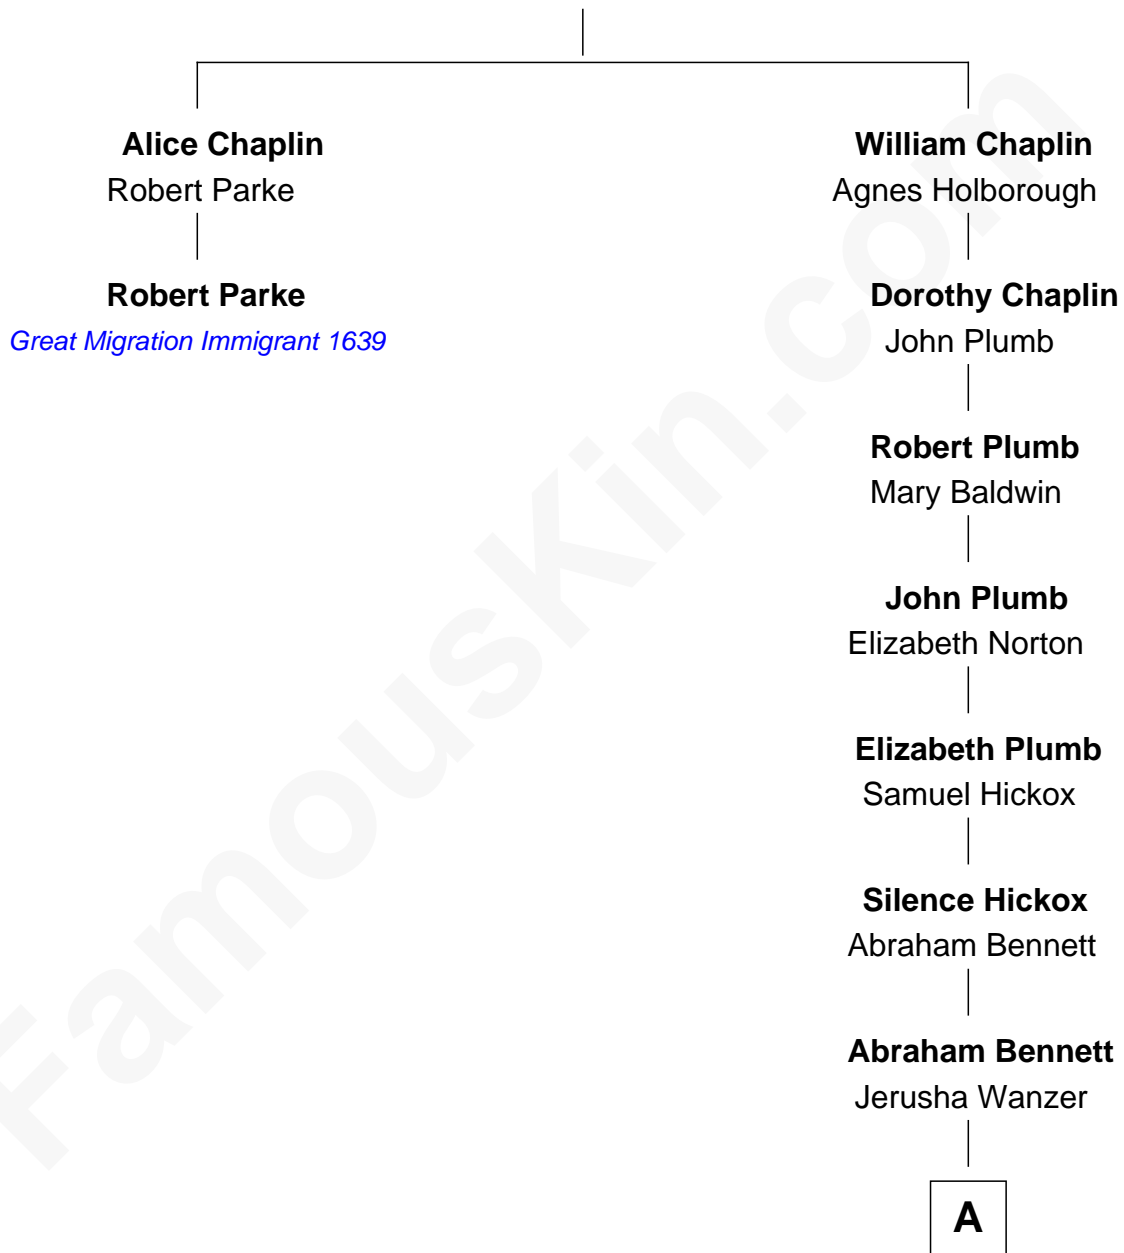 Alice Chaplin
Robert Parke
Robert Parke
Great Migration Immigrant 1639
William Chaplin
Agnes Holborough
Dorothy Chaplin
John Plumb
Robert Plumb
Mary Baldwin
John Plumb
Elizabeth Norton
Elizabeth Plumb
Samuel Hickox
Silence Hickox
Abraham Bennett
Abraham Bennett
Jerusha Wanzer
A
FamousKin.com